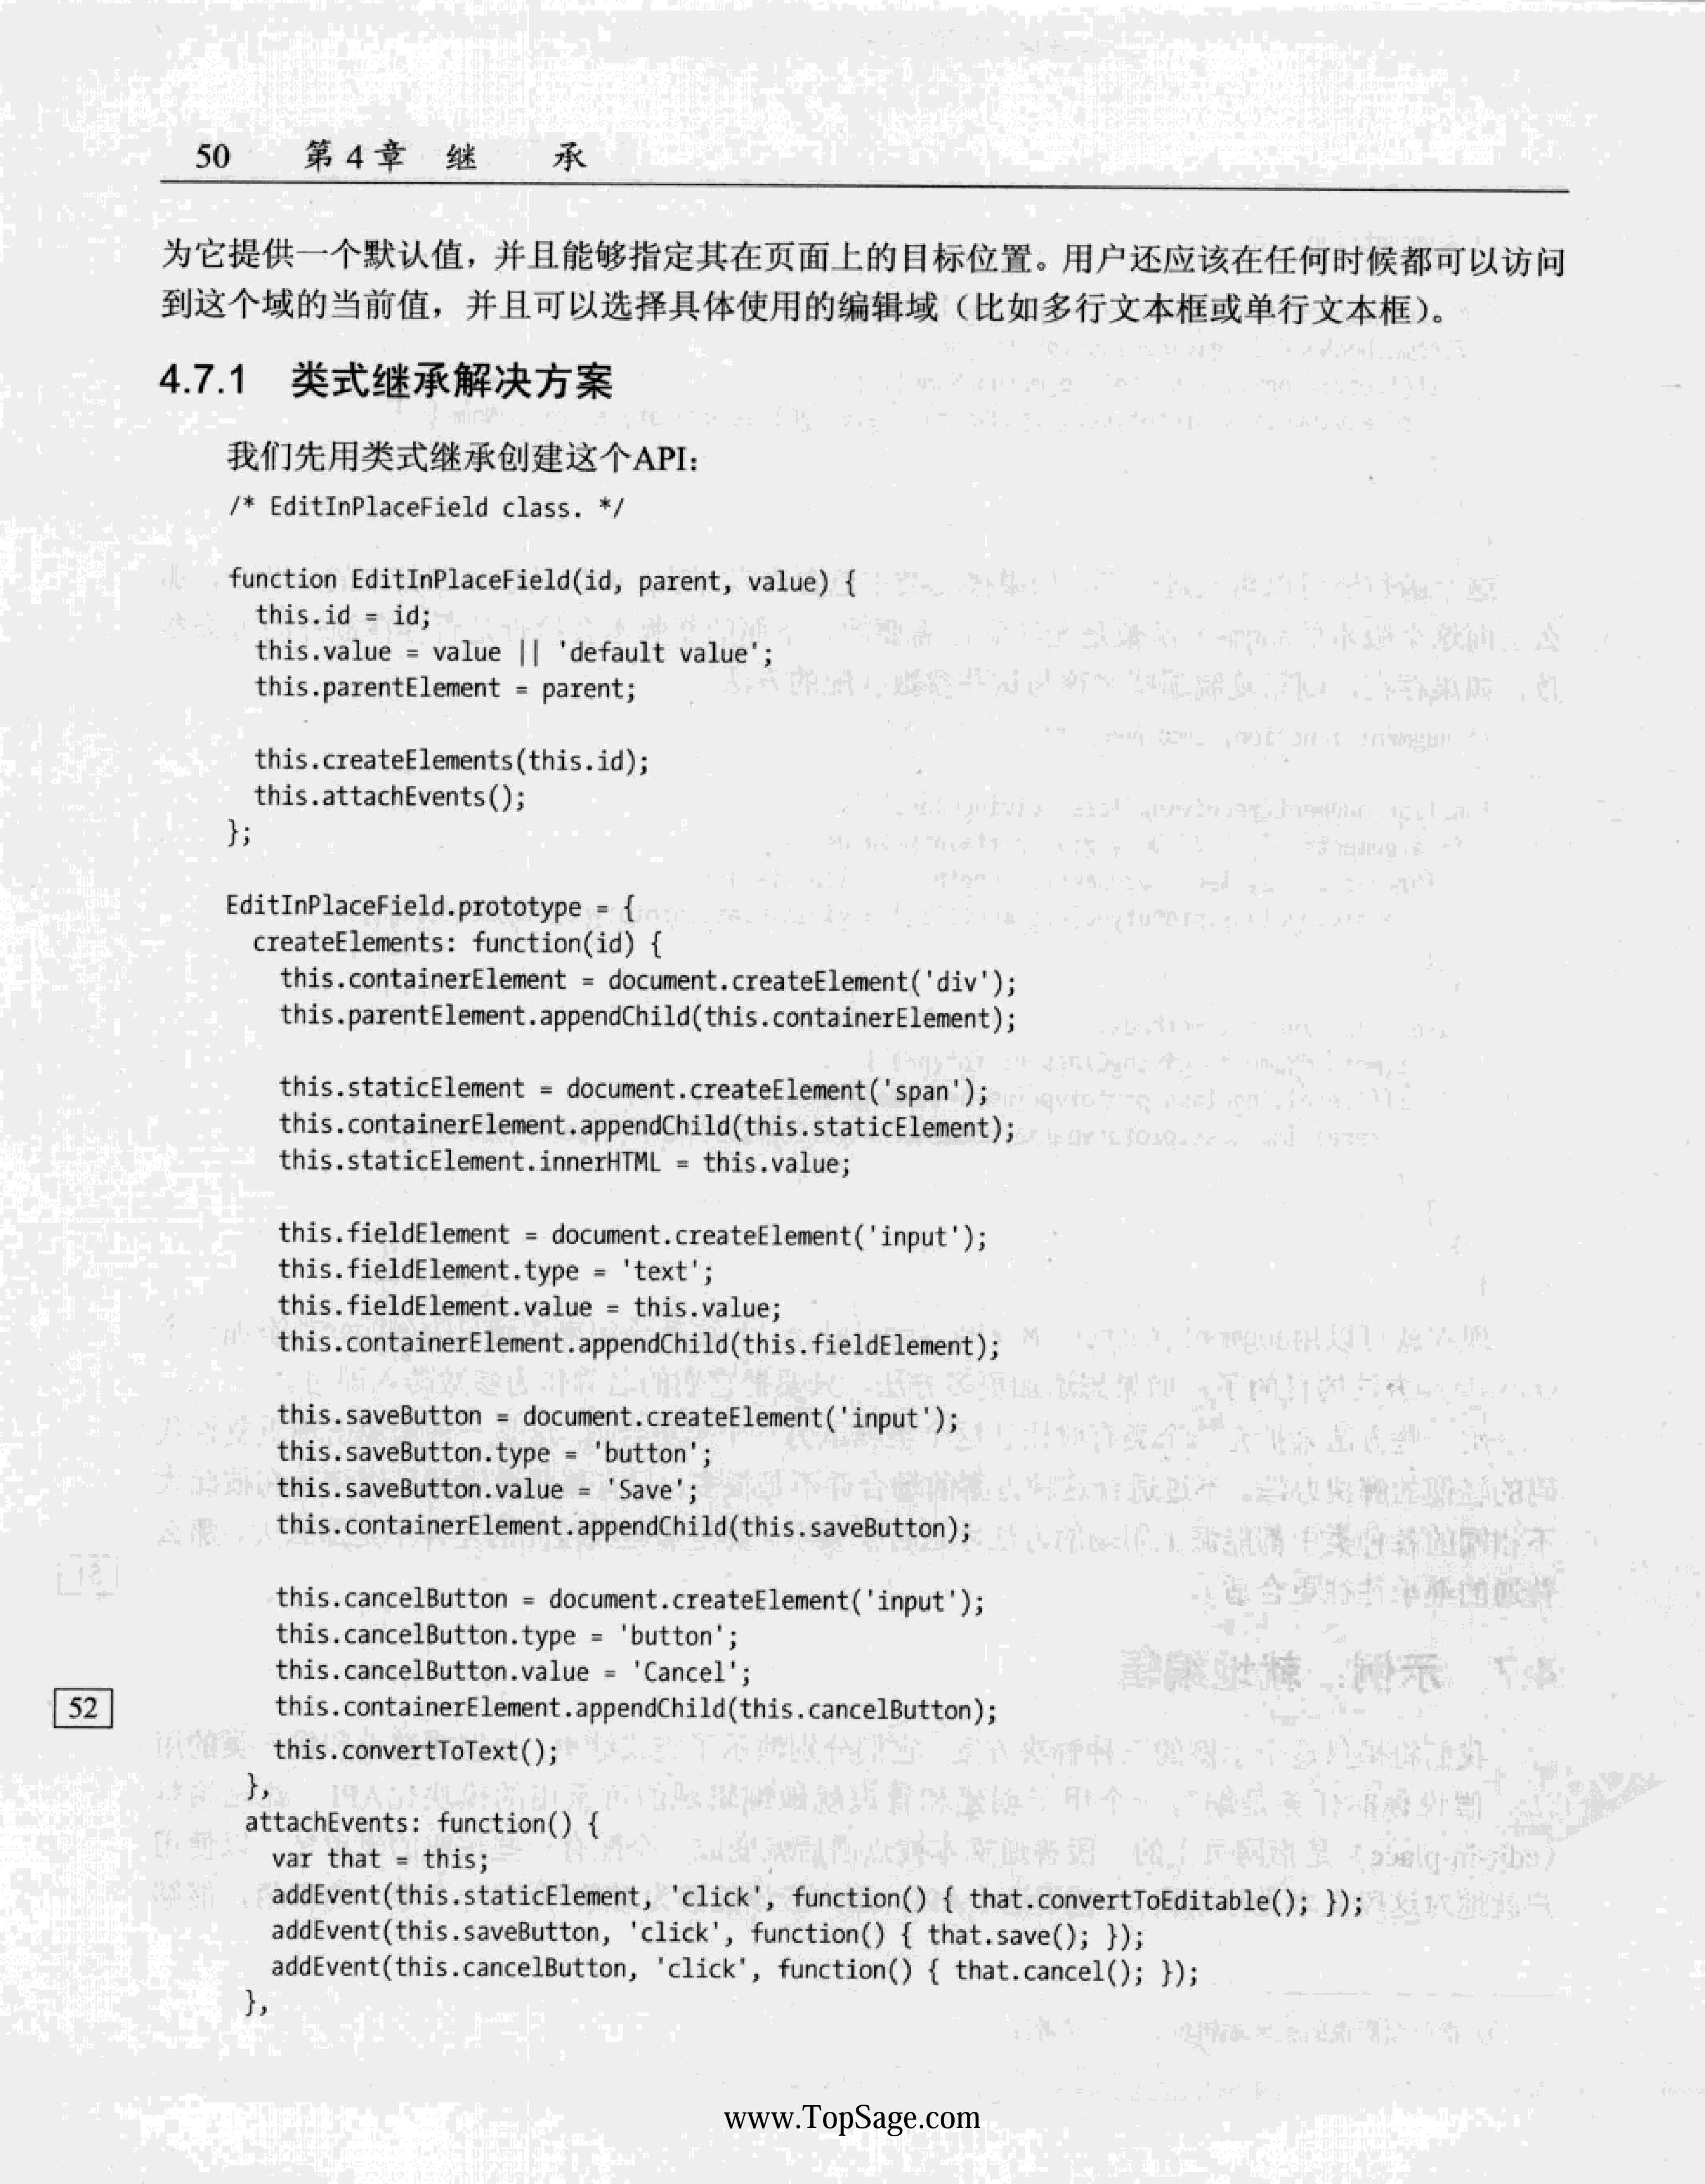 50 第4章 继 承
为它提供一个默认值，并且能够指定其在页面上的目标位置。用户还应该在任何时候都可以访问
到这个域的当前值，并且可以选择具体使用的编辑域（比如多行文本框或单行文本框）。
4.7.1 类式继承解决方案
我们先用类式继承创建这个API：
/* EditInPlaceField class. */
function EditInPlaceField(id, parent, value) {
this.id = id;
this.value = value || 'default value';
this.parentElement = parent;
this.createElements(this.id);
this.attachEvents();
};
EditInPlaceField.prototype = {
createElements: function(id) {
this.containerElement = document.createElement('div');
this.parentElement.appendChild(this.containerElement);
this.staticElement = document.createElement('span');
this.containerElement.appendChild(this.staticElement);
this.staticElement.innerHTML = this.value;
this.fieldElement = document.createElement('input');
this.fieldElement.type = 'text';
this.fieldElement.value = this.value;
this.containerElement.appendChild(this.fieldElement);
this.saveButton = document.createElement('input');
this.saveButton.type = 'button';
this.saveButton.value = 'Save';
this.containerElement.appendChild(this.saveButton);
this.cancelButton = document.createElement('input');
this.cancelButton.type = 'button';
this.cancelButton.value = 'Cancel';
52
this.containerElement.appendChild(this.cancelButton);
this.convertToText();
},
attachEvents: function() {
var that = this;
addEvent(this.staticElement, 'click', function() { that.convertToEditable(); });
addEvent(this.saveButton, 'click', function() { that.save(); });
addEvent(this.cancelButton, 'click', function() { that.cancel(); });
},
www.TopSage.com